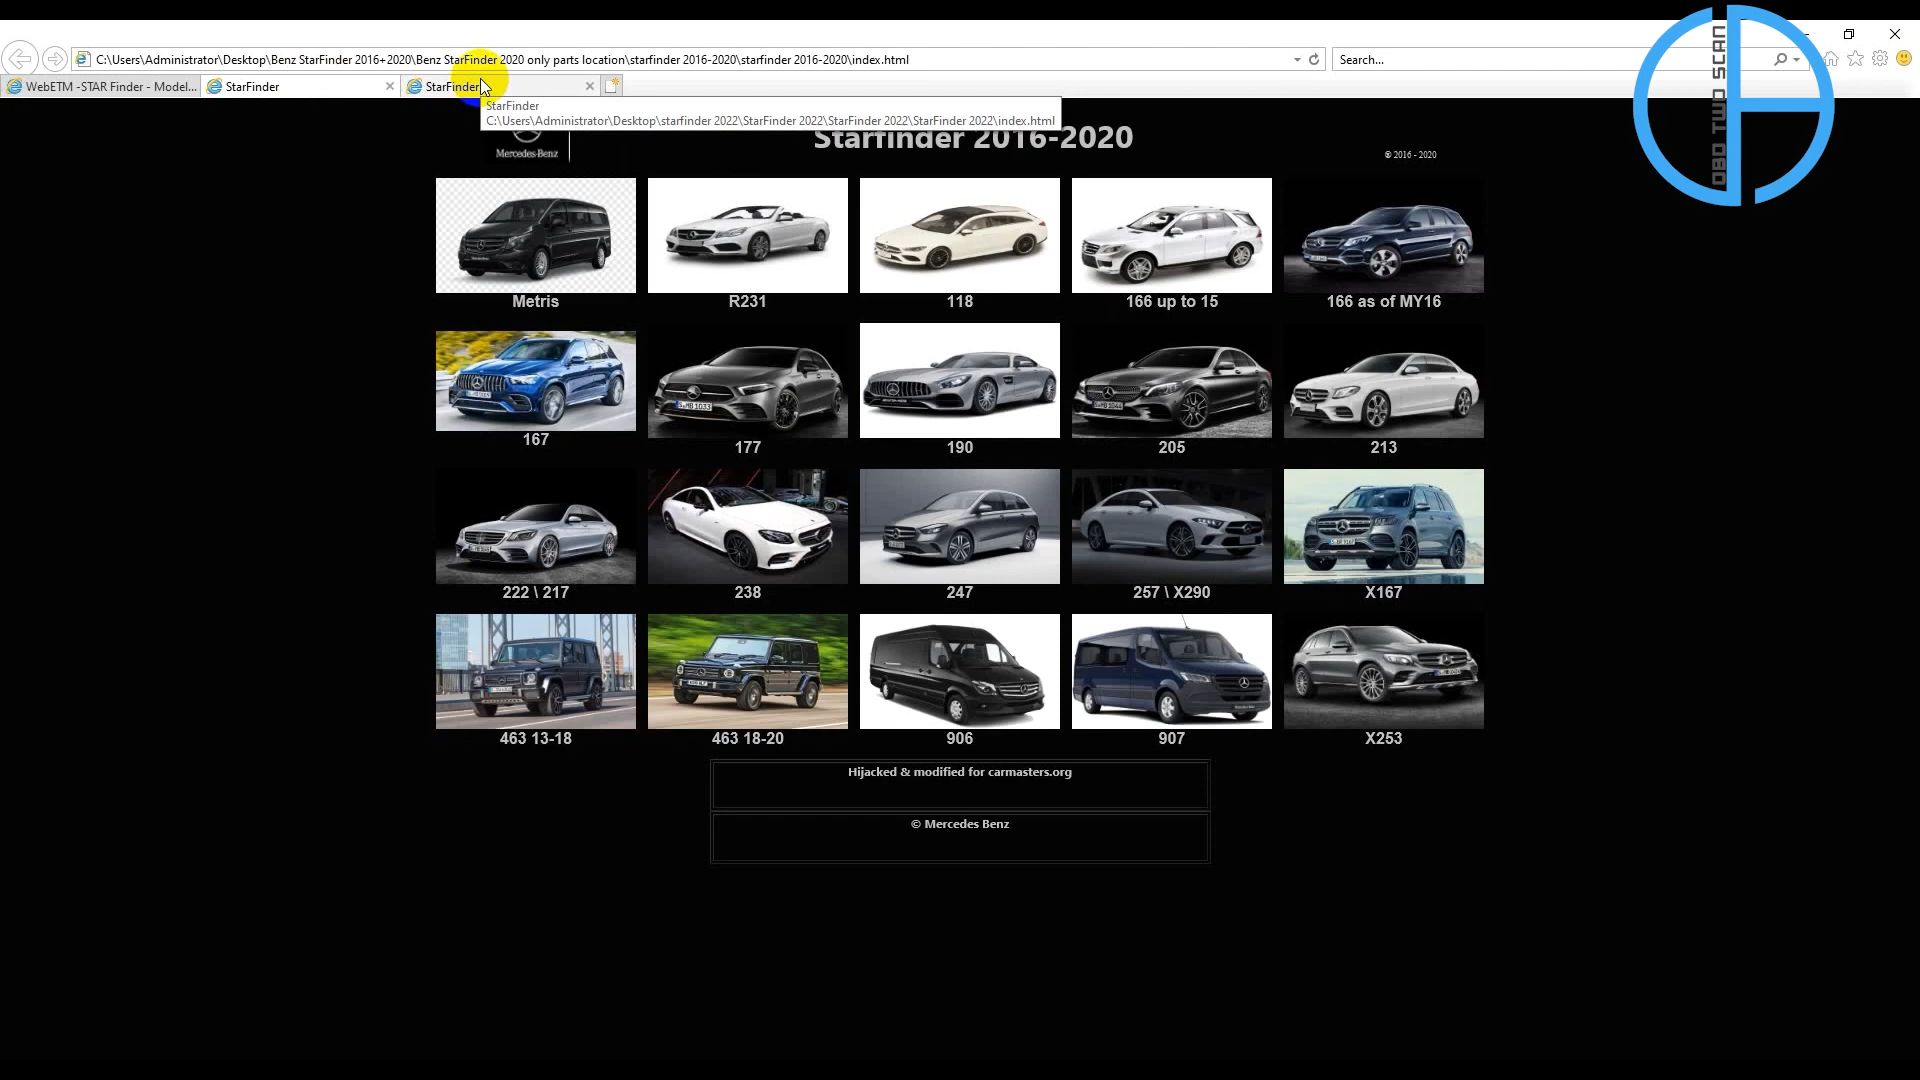 C:\Users\Administrator\Desktop\Benz StarFinder 2016+2020\Benz StarFinder 2020 only parts location\starfinder 2016-2020\starfinder 2016-2020\index.html
Search...
WebETM -STAR Finder - Model...
StarFinder
StarFinder
StarFinder
C:\Users\Administrator\Desktop\starfinder 2022\StarFinder 2022\StarFinder 2022\StarFinder 2022\index.html
OBD TWO SCAN
Mercedes-Benz
Starfinder 2016-2020
® 2016 - 2020
Metris
R231
118
166 up to 15
166 as of MY16
167
177
190
205
213
222 \ 217
238
247
257 \ X290
X167
463 13-18
463 18-20
906
907
X253
Hijacked & modified for carmasters.org
© Mercedes Benz